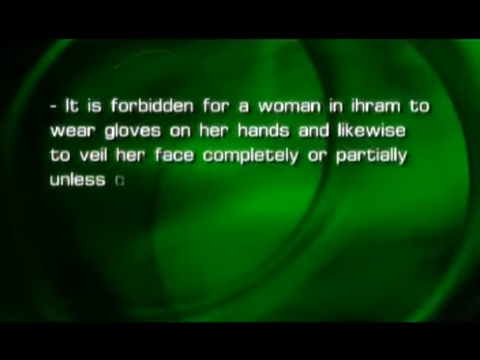 - It is forbidden for a woman in ihram to
wear gloves on her hands and likewise
to veil her face completely or partially
unless